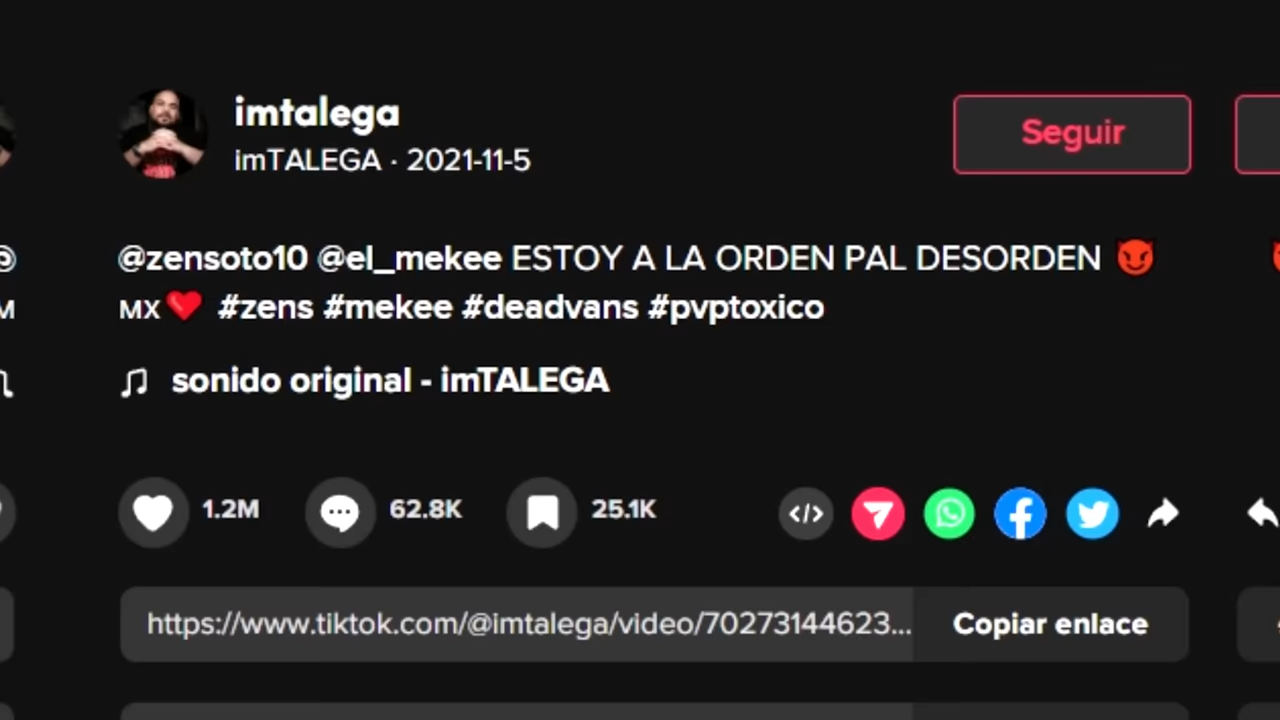 imtalega
imTALEGA · 2021-11-5
Seguir
@zensoto10 @el_mekee ESTOY A LA ORDEN PAL DESORDEN 😈
MX❤️ #zens #mekee #deadvans #pvptoxico
sonido original - imTALEGA
1.2M 62.8K 25.1K
https://www.tiktok.com/@imtalega/video/70273144623... Copiar enlace